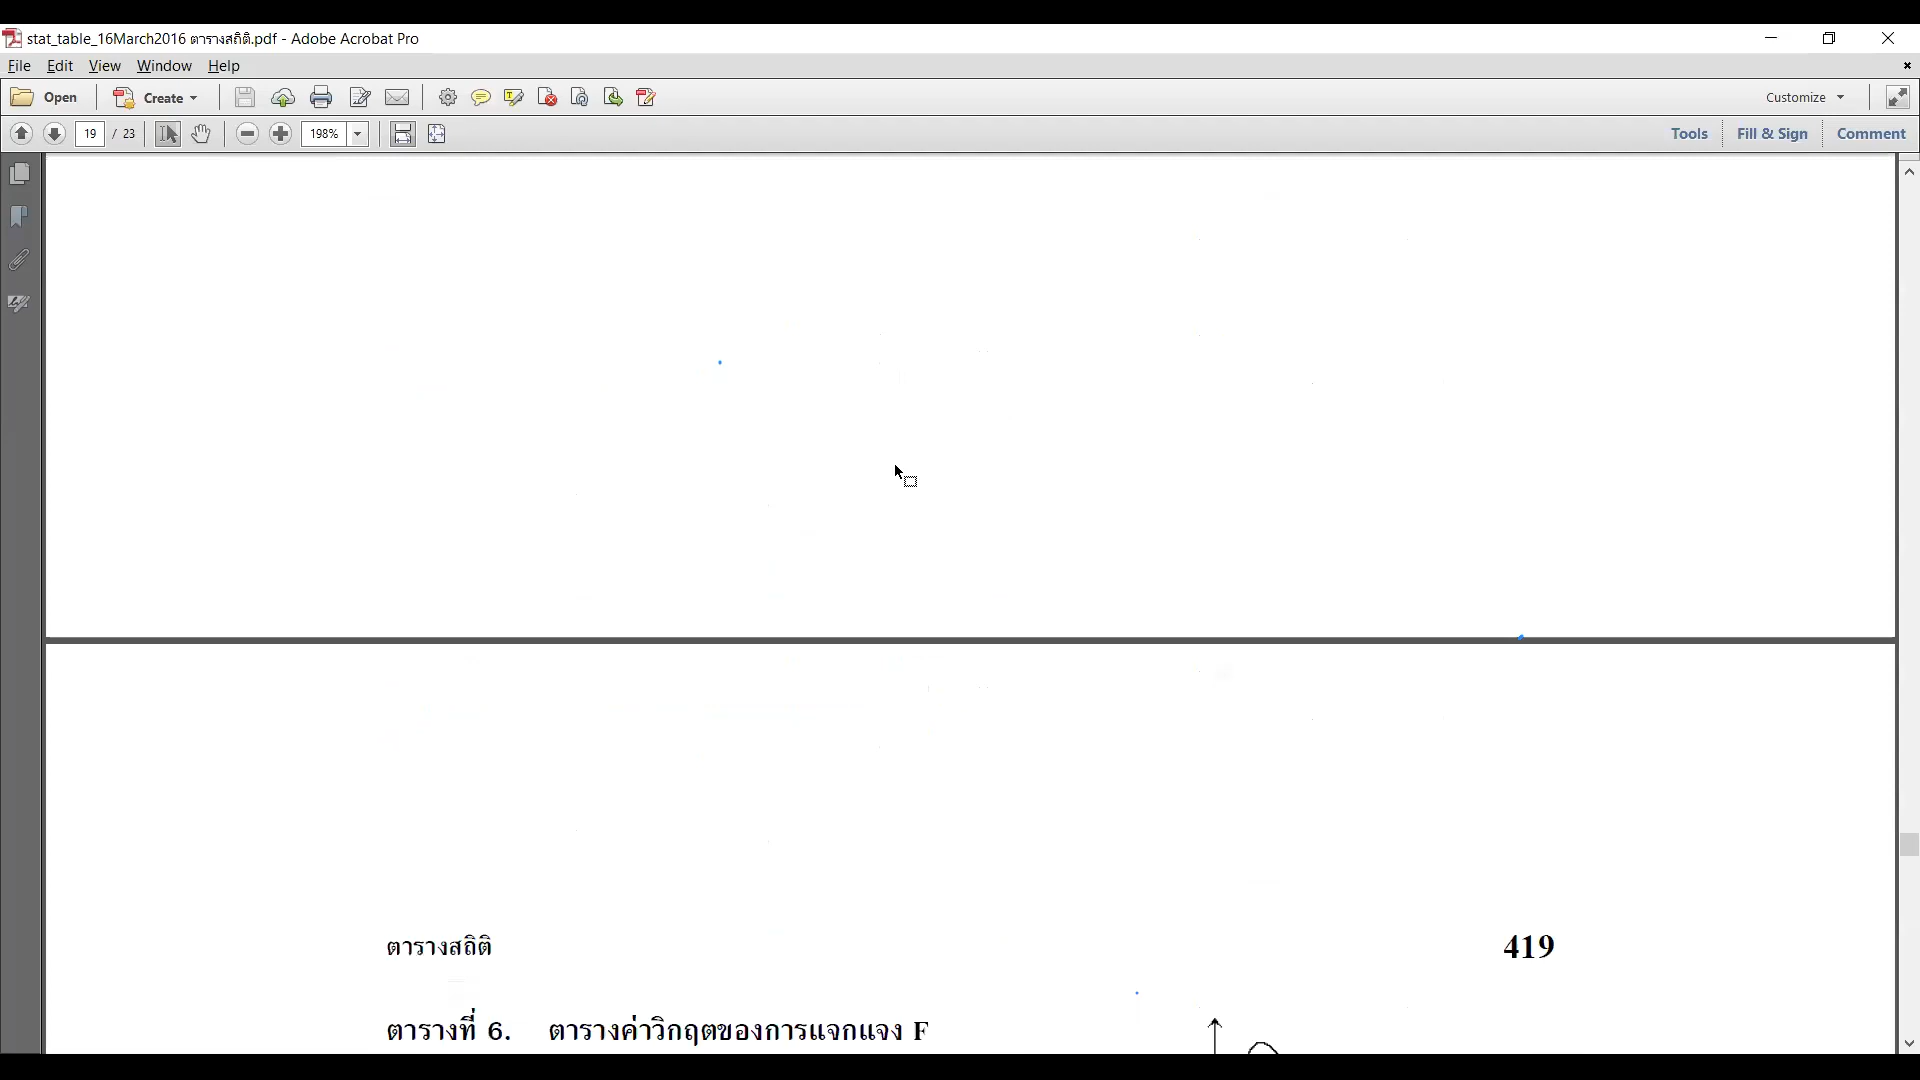 stat_table_16March2016 ตารางสถิติ.pdf - Adobe Acrobat Pro
File Edit View Window Help
Open Create Customize
19 / 23 198% Tools Fill & Sign Comment
ตารางสถิติ 419
ตารางที่ 6. ตารางค่าวิกฤตของการแจกแจง F